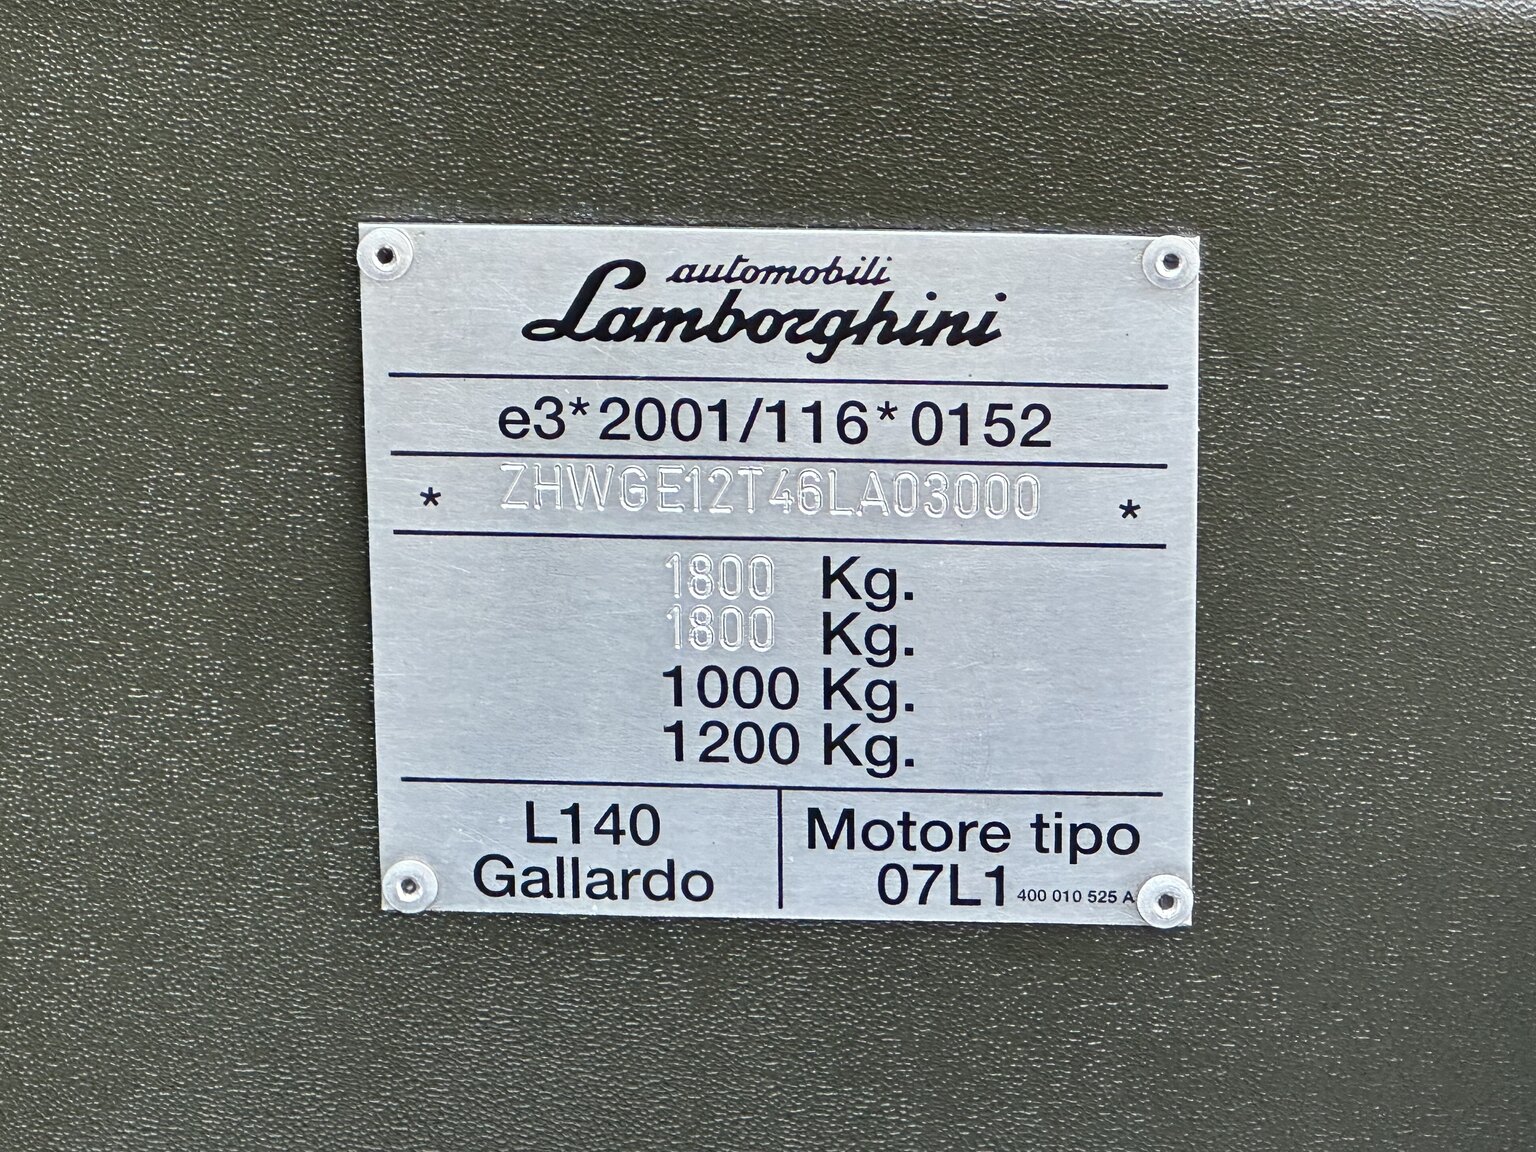 automobili
Lamborghini
e3*2001/116*0152
* ZHWGE12T46LA03000 *
1800 Kg.
1800 Kg.
1000 Kg.
1200 Kg.
L140
Gallardo
Motore tipo
07L1 400 010 525 A